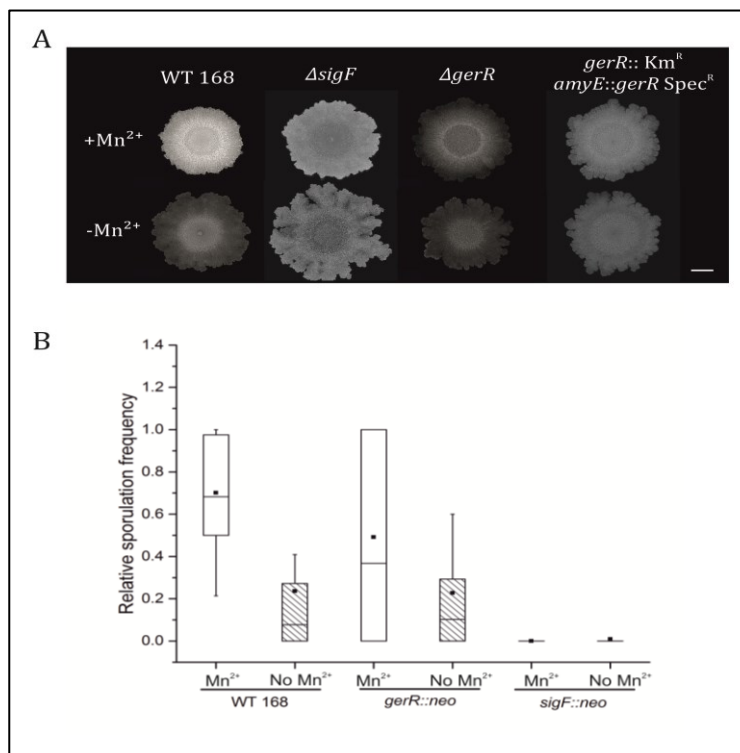 A
WT 168
ΔsigF
ΔgerR
gerR:: Kmᴿ
amyE::gerR Specᴿ
+Mn²⁺
-Mn²⁺
B
Relative sporulation frequency
1.4
1.2
1.0
0.8
0.6
0.4
0.2
0.0
Mn²⁺ No Mn²⁺ Mn²⁺ No Mn²⁺ Mn²⁺ No Mn²⁺
WT 168 gerR::neo sigF::neo